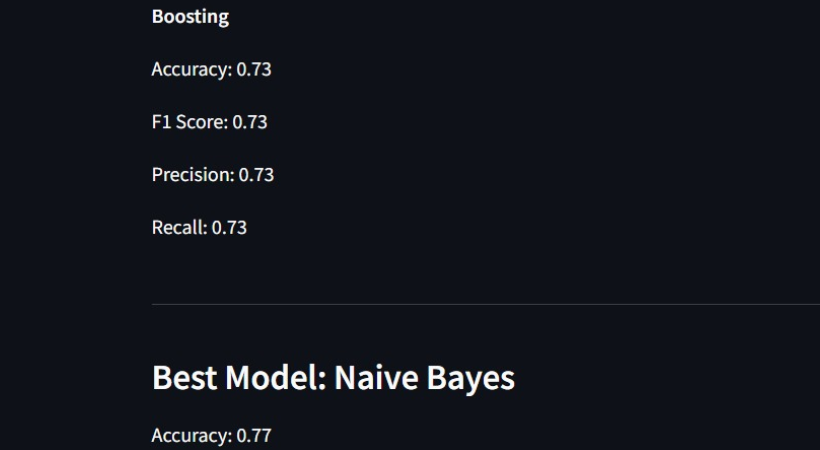 Boosting
Accuracy: 0.73
F1 Score: 0.73
Precision: 0.73
Recall: 0.73
Best Model: Naive Bayes
Accuracy: 0.77